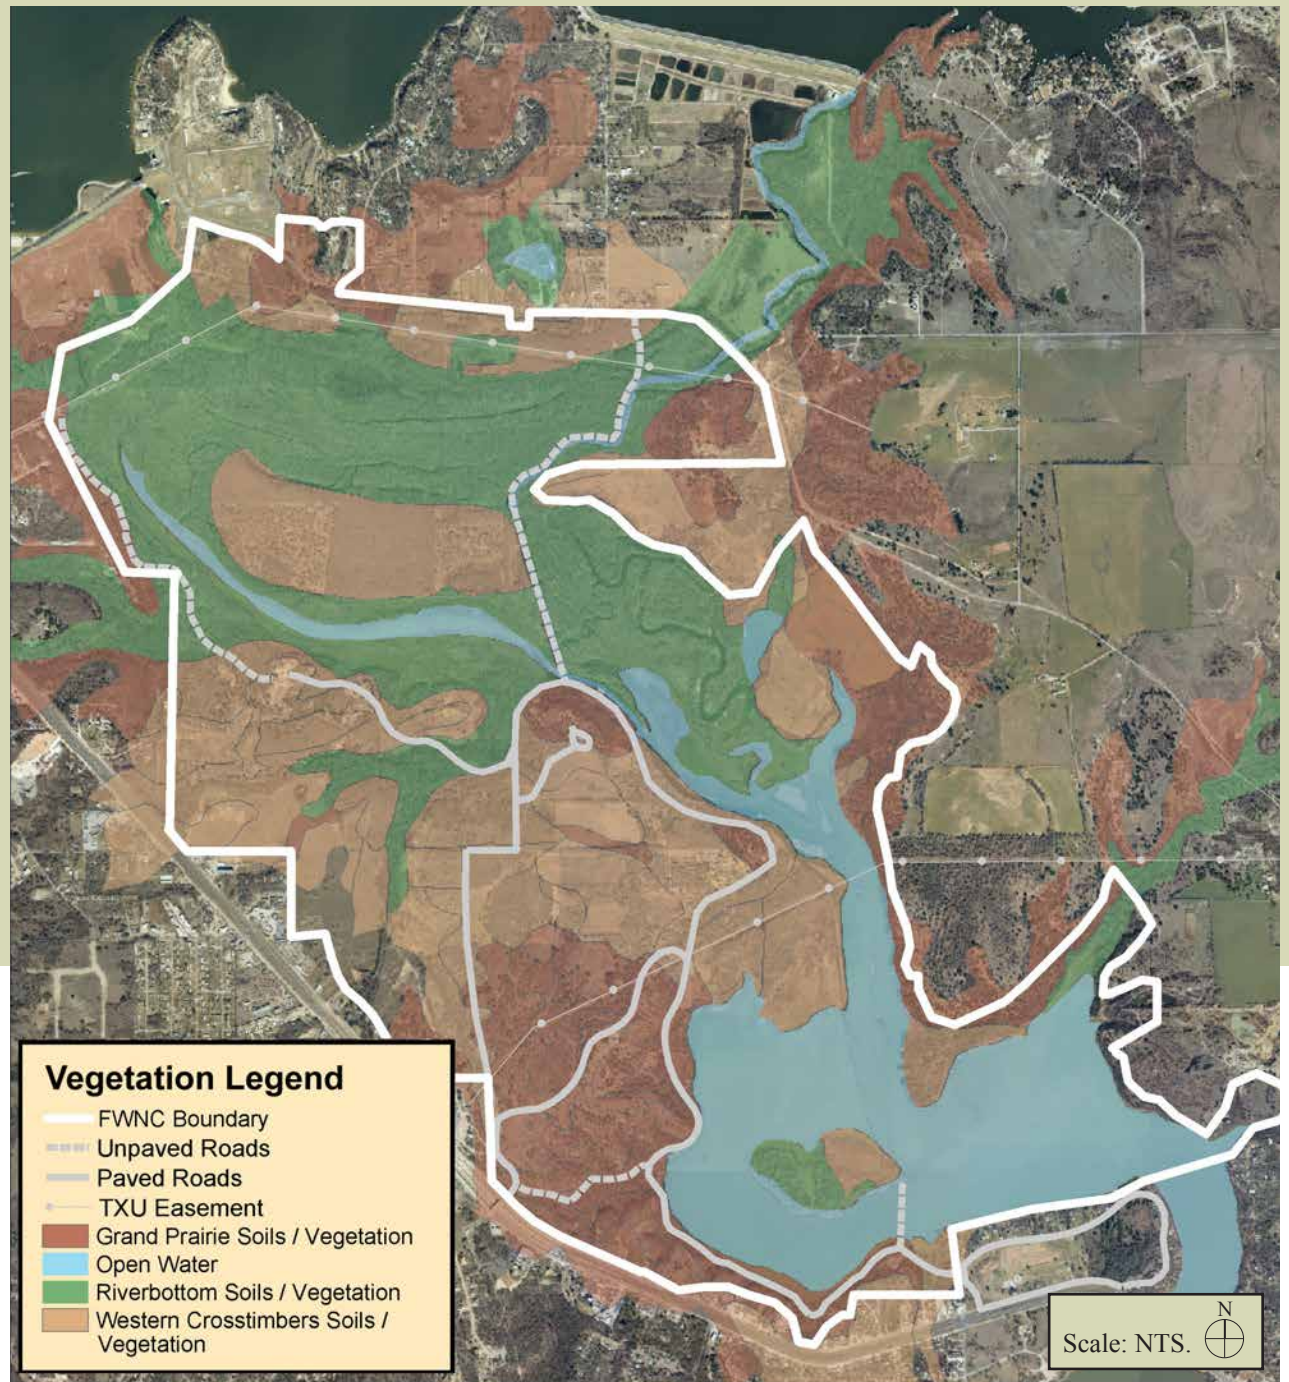 Vegetation Legend
FWNC Boundary
Unpaved Roads
Paved Roads
TXU Easement
Grand Prairie Soils / Vegetation
Open Water
Riverbottom Soils / Vegetation
Western Crosstimbers Soils /
Vegetation
N
Scale: NTS.